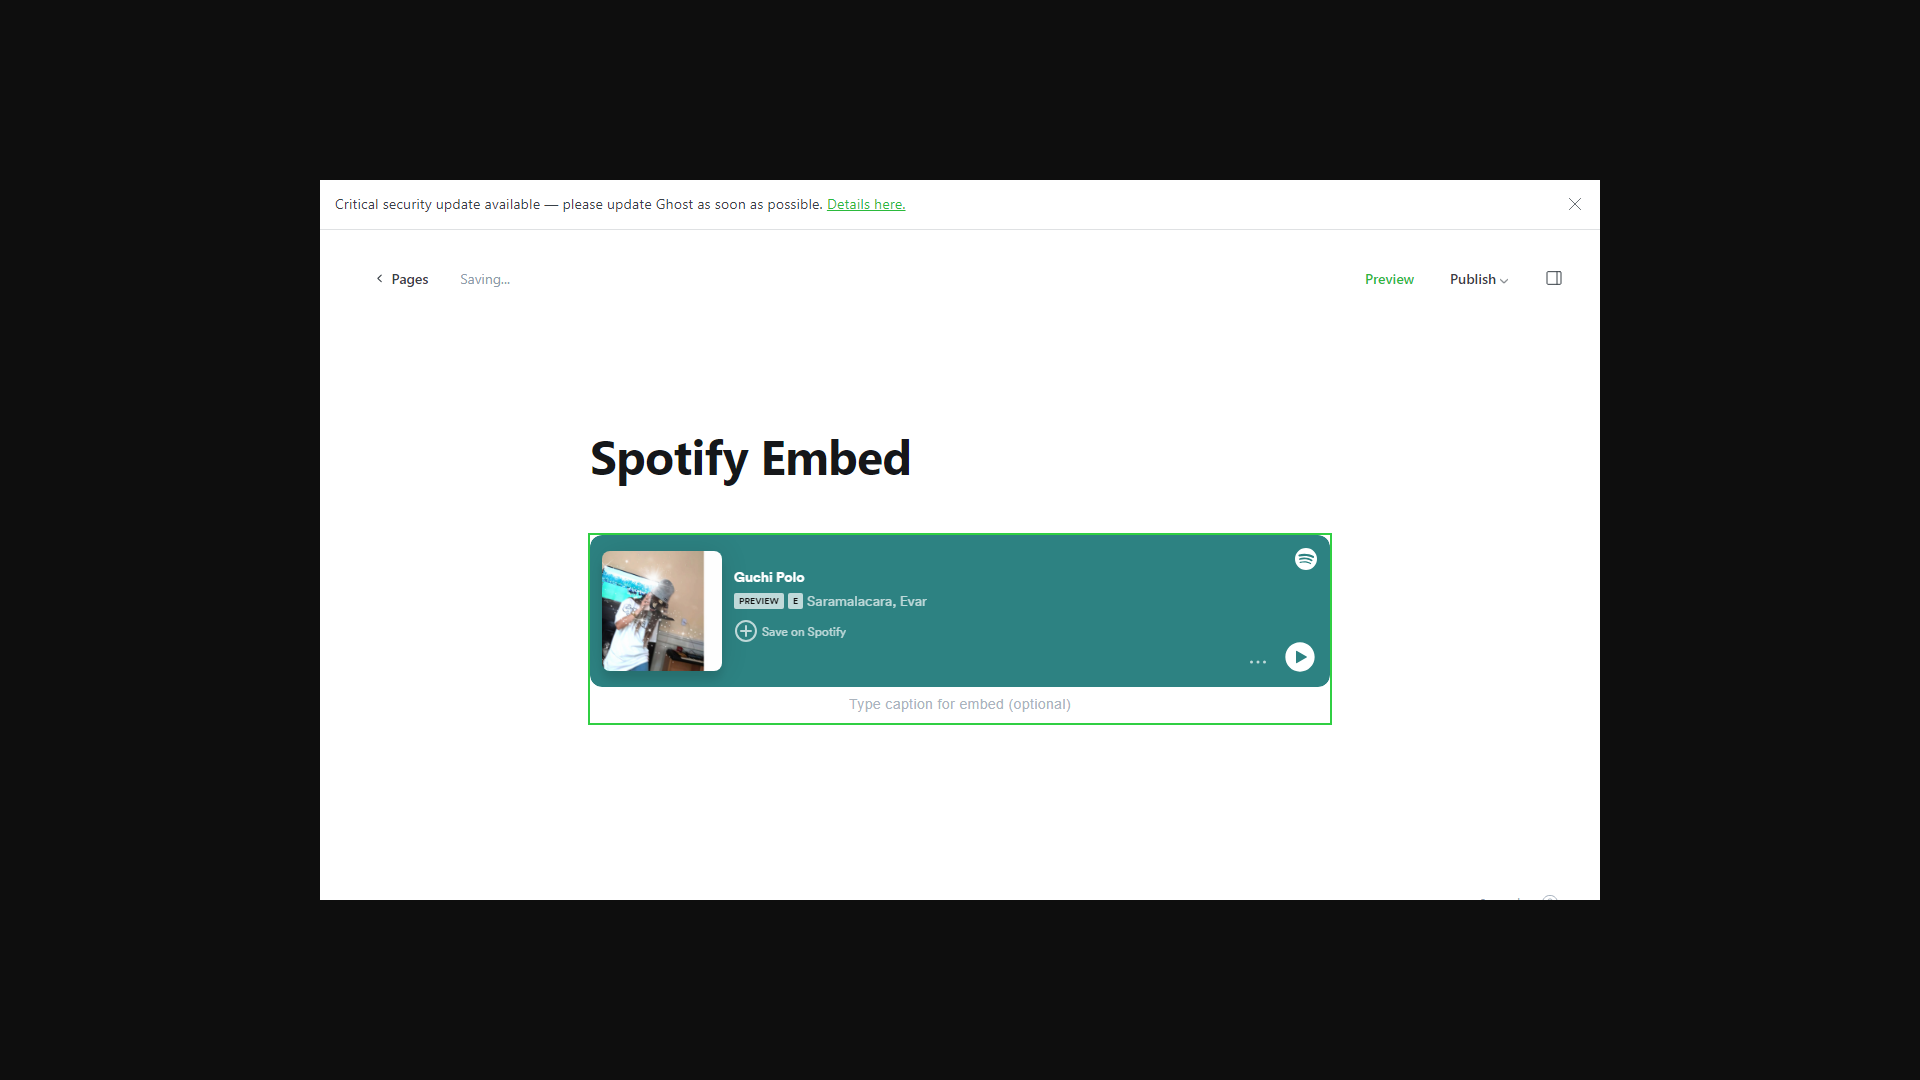 Critical security update available — please update Ghost as soon as possible. Details here.
Pages
Saving...
Preview
Publish
Spotify Embed
Guchi Polo
PREVIEW E Saramalacara, Evar
Save on Spotify
Type caption for embed (optional)